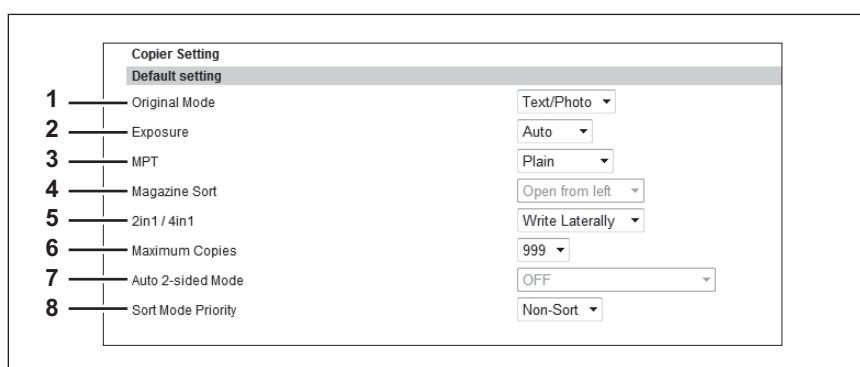 Copier Setting
Default setting
1 Original Mode Text/Photo
2 Exposure Auto
3 MPT Plain
4 Magazine Sort Open from left
5 2in1 / 4in1 Write Laterally
6 Maximum Copies 999
7 Auto 2-sided Mode OFF
8 Sort Mode Priority Non-Sort